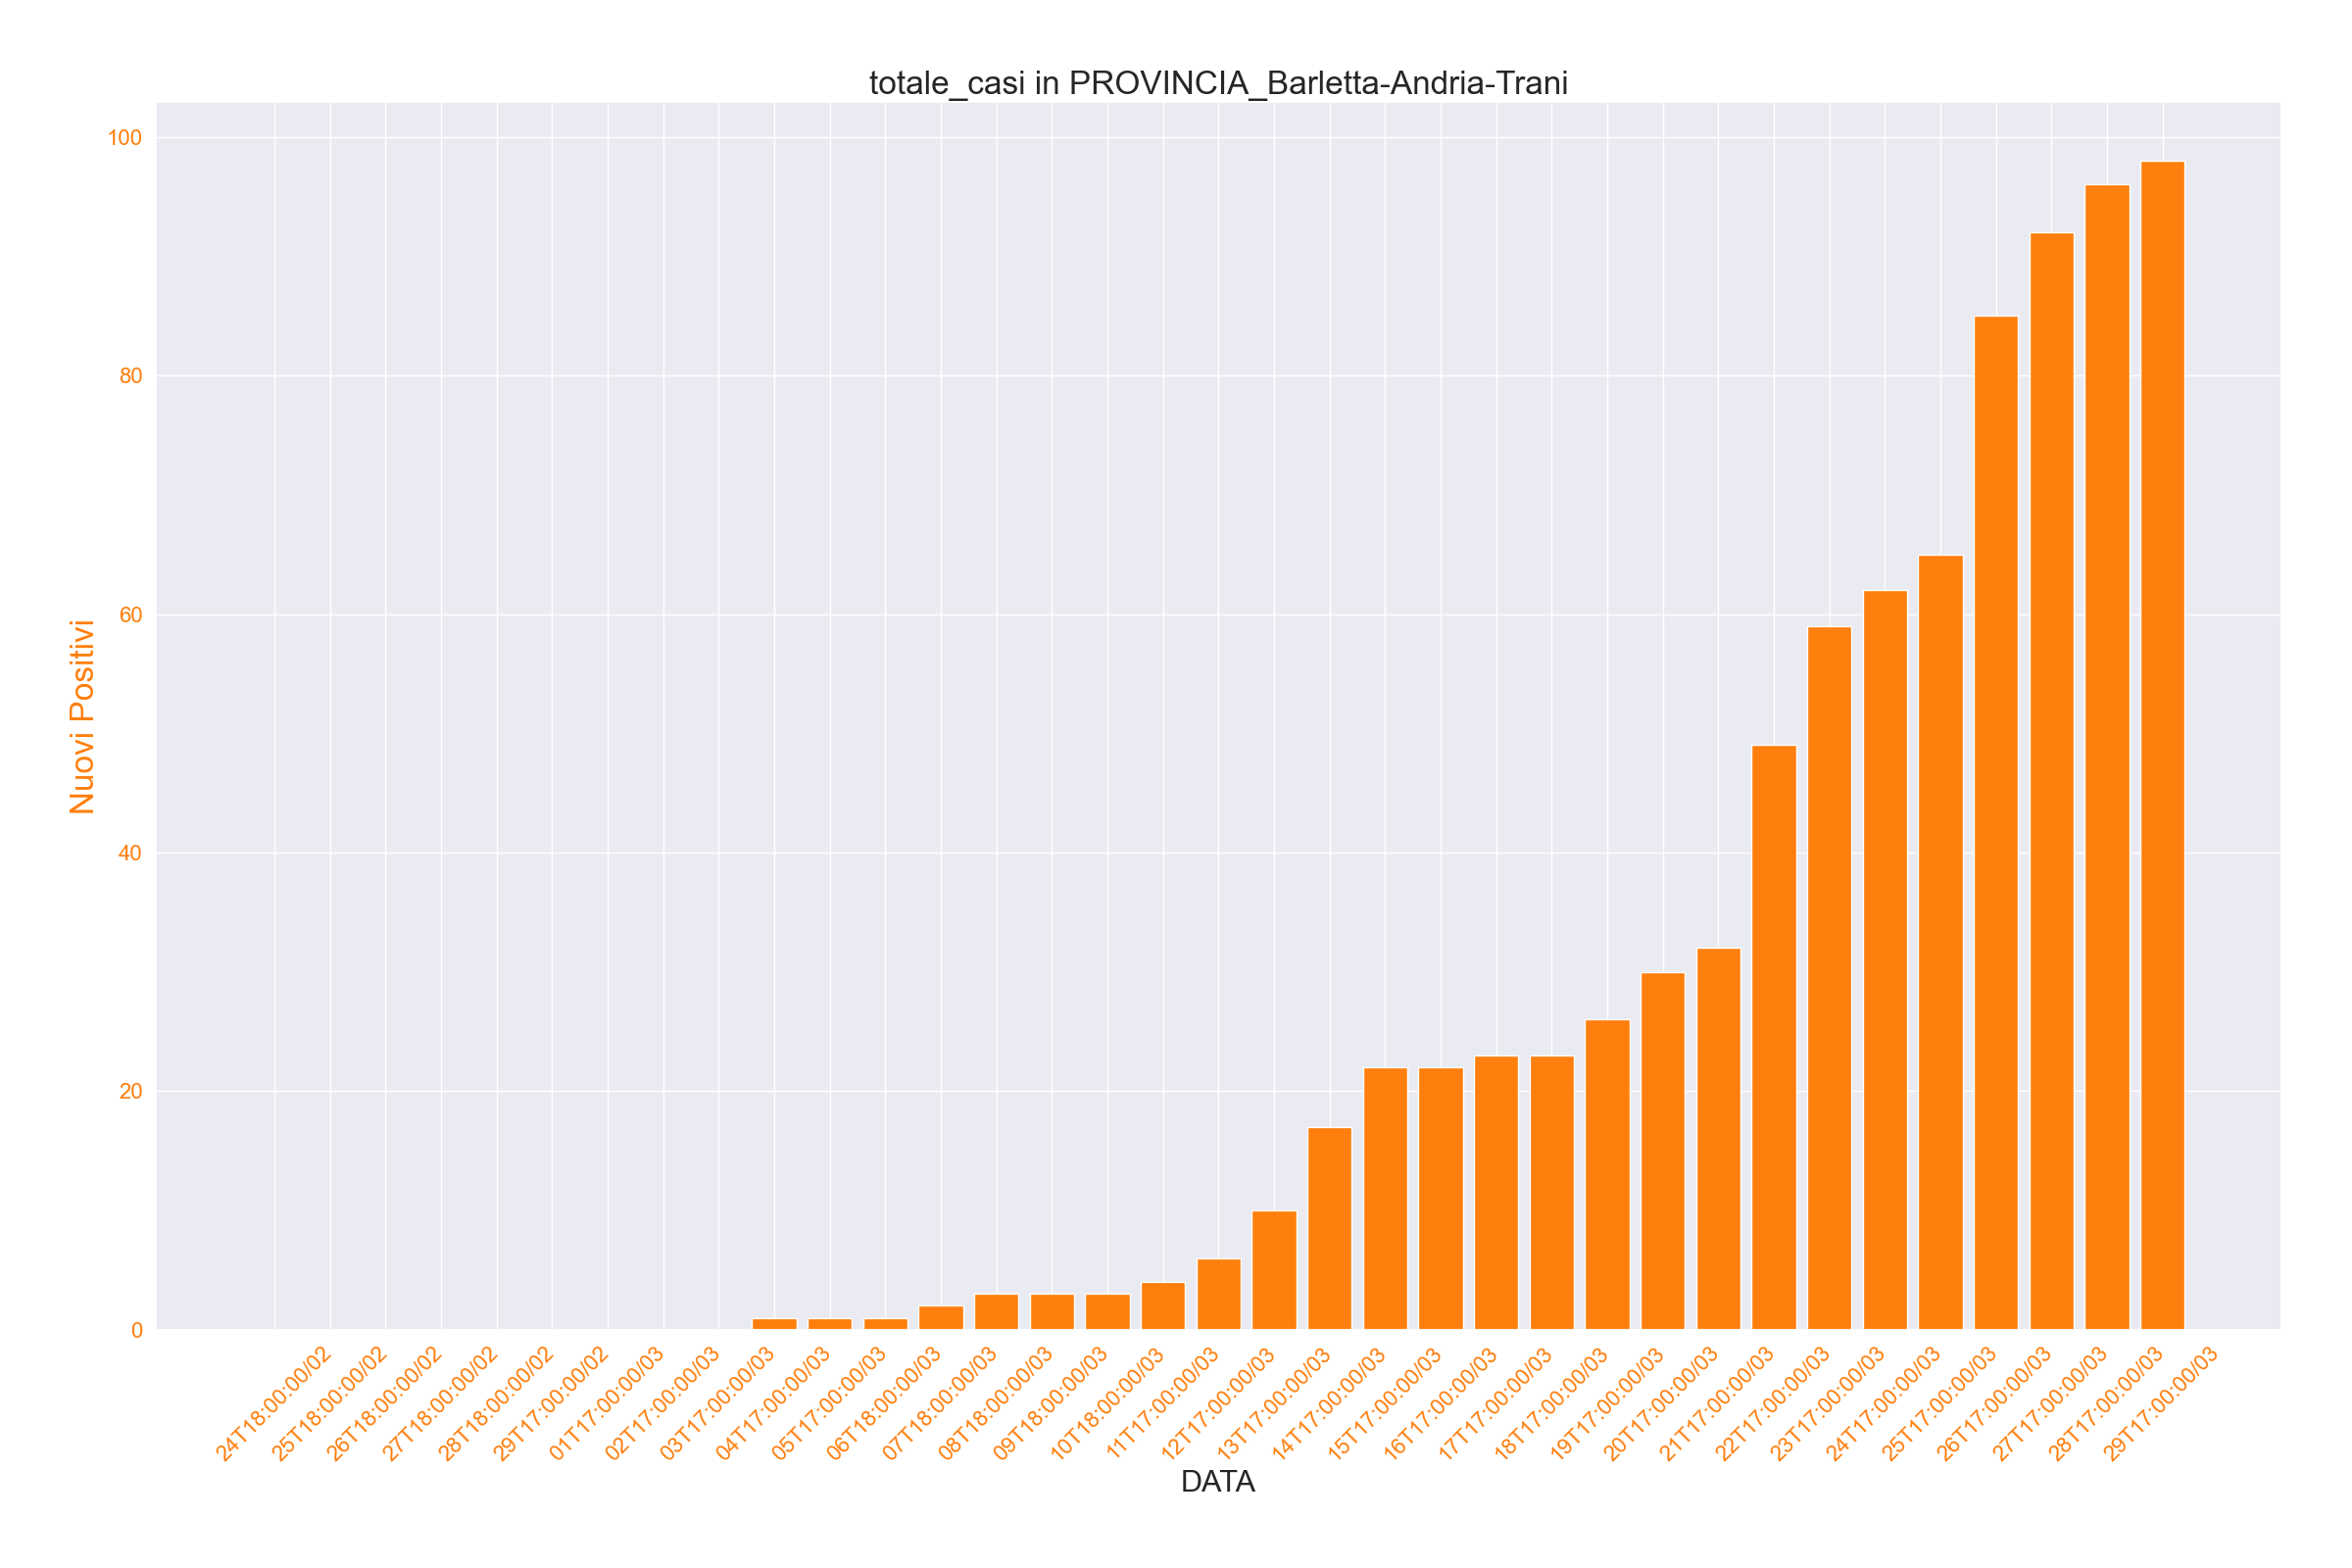 totale_casi in PROVINCIA_Barletta-Andria-Trani
Nuovi Positivi
100
80
60
40
20
0
24T18:00:00/02
25T18:00:00/02
26T18:00:00/02
27T18:00:00/02
28T18:00:00/02
29T17:00:00/02
01T17:00:00/03
02T17:00:00/03
03T17:00:00/03
04T17:00:00/03
05T17:00:00/03
06T18:00:00/03
07T18:00:00/03
08T18:00:00/03
09T18:00:00/03
10T18:00:00/03
11T17:00:00/03
12T17:00:00/03
13T17:00:00/03
14T17:00:00/03
15T17:00:00/03
16T17:00:00/03
17T17:00:00/03
18T17:00:00/03
19T17:00:00/03
20T17:00:00/03
21T17:00:00/03
22T17:00:00/03
23T17:00:00/03
24T17:00:00/03
25T17:00:00/03
26T17:00:00/03
27T17:00:00/03
28T17:00:00/03
29T17:00:00/03
DATA